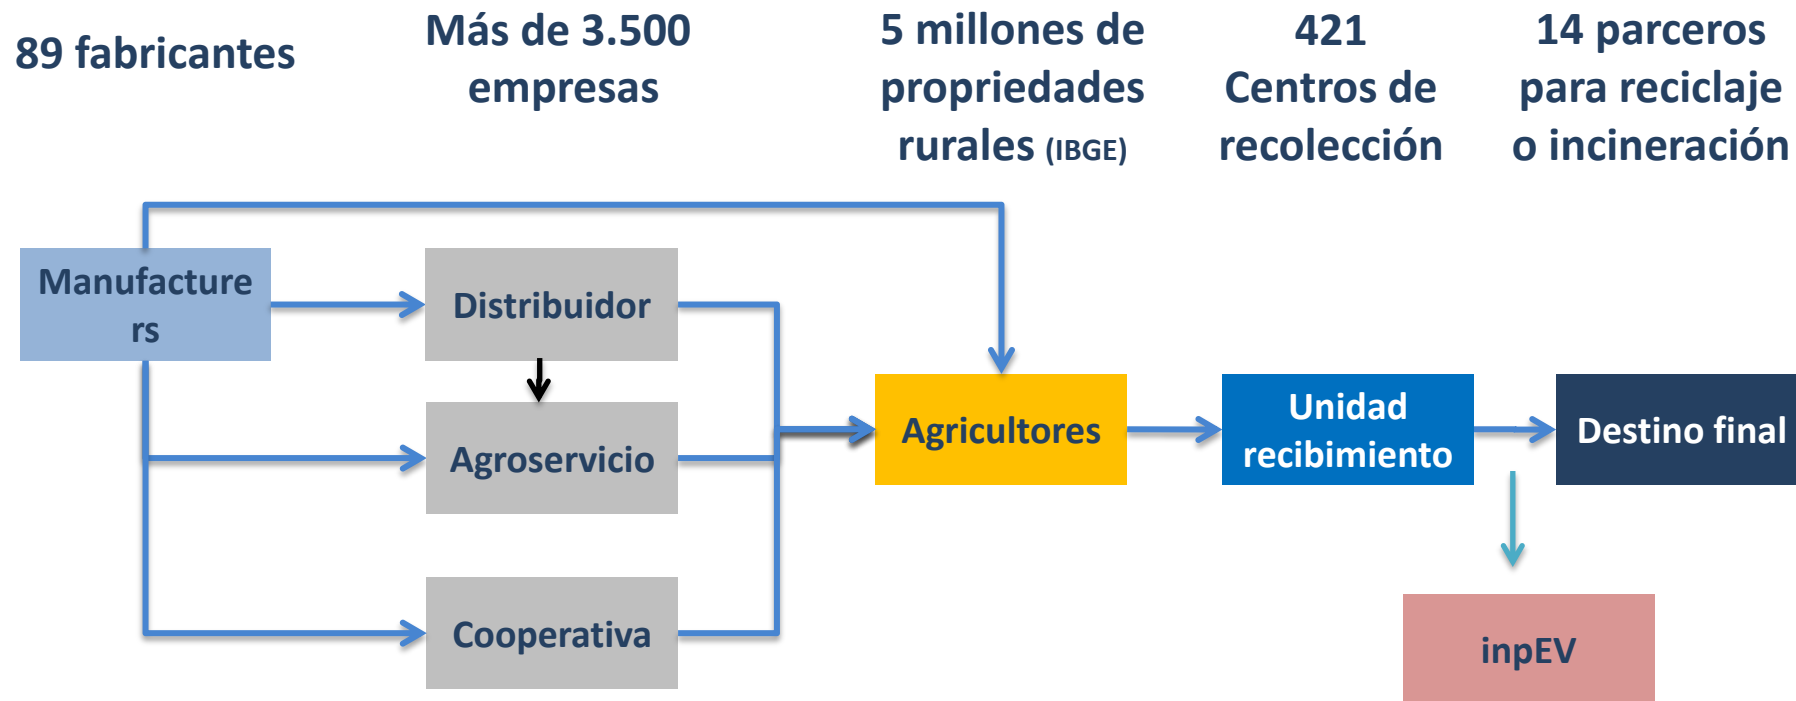 89 fabricantes
Más de 3.500
empresas
5 millones de
propriedades
rurales (IBGE)
421
Centros de
recolección
14 parceros
para reciclaje
o incineración
Manufacture
rs
Distribuidor
Agroservicio
Cooperativa
Agricultores
Unidad
recibimiento
Destino final
inpEV